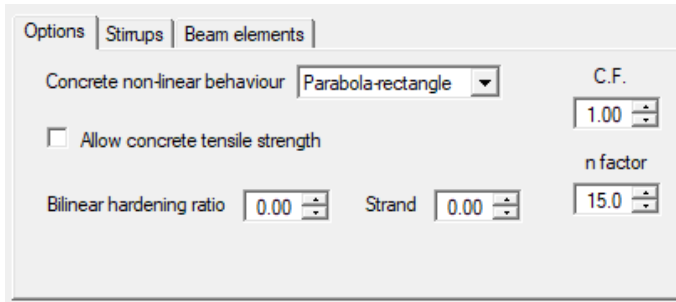 Options Stirrups Beam elements
Concrete non-linear behaviour Parabola-rectangle C.F.
1.00
Allow concrete tensile strength
n factor
Bilinear hardening ratio 0.00 Strand 0.00 15.0